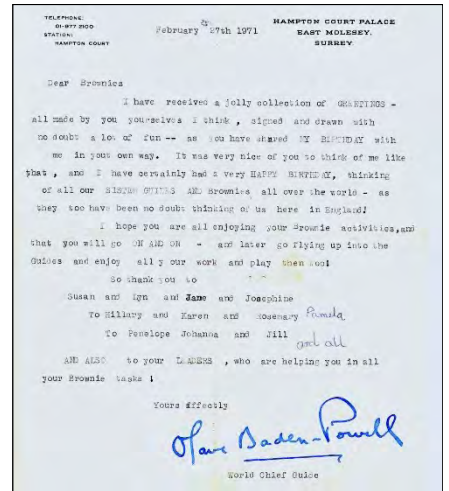 TELEPHONE:
01-977 2100
STATION:
HAMPTON COURT
February 27th 1971
HAMPTON COURT PALACE
EAST MOLESEY,
SURREY
Dear Brownies
I have received a jolly collection of GREETINGS -
all made by you yourselves I think , signed and drawn with
no doubt a lot of fun -- as you have shared MY BIRTHDAY with
me in your own way. It was very nice of you to think of me like
that , and I have certainly had a very HAPPY BIRTHDAY, thinking
of all our SISTER GUIDES AND Brownies all over the world - as
they too have been no doubt thinking of us here in England!
I hope you are all enjoying your Brownie activities,and
that you will go ON AND ON - and later go flying up into the
Guides and enjoy all y our work and play then too!
So thank you to
Susan and Lyn and Jane and Josephine
To Hillary and Karen and Rosemary Pamela
To Penelope Johanna and Jill and all
AND ALSO to your LEADERS , who are helping you in all
your Brownie tasks !
Yours affectly
Olave Baden-Powell
World Chief Guide